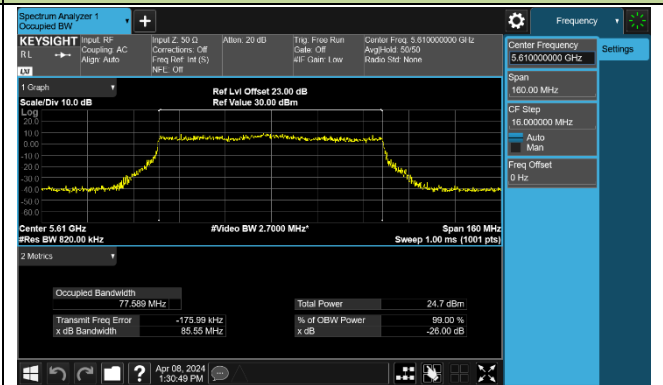 Spectrum Analyzer 1
Occupied BW
Frequency
KEYSIGHT
Input: RF
Coupling: AC
Align: Auto
Input Z: 50 Ω
Corrections: Off
Freq Ref: Int (S)
NFE: Off
Atten: 20 dB
Trig: Free Run
Gate: Off
#IF Gain: Low
Center Freq: 5.610000000 GHz
Avg|Hold: 50/50
Radio Std: None
RL
LXI
Center Frequency
5.610000000 GHz
Settings
Span
160.00 MHz
CF Step
16.000000 MHz
Auto
Man
Freq Offset
0 Hz
1 Graph
Scale/Div 10.0 dB
Ref Lvl Offset 23.00 dB
Ref Value 30.00 dBm
Log
20.0
10.0
0.00
-10.0
-20.0
-30.0
-40.0
-50.0
-60.0
Center 5.61 GHz
#Res BW 820.00 kHz
#Video BW 2.7000 MHz*
Span 160 MHz
Sweep 1.00 ms (1001 pts)
2 Metrics
Occupied Bandwidth
77.589 MHz
Total Power 24.7 dBm
Transmit Freq Error -175.99 kHz
% of OBW Power 99.00 %
x dB Bandwidth 85.55 MHz
x dB -26.00 dB
Apr 08, 2024
1:30:49 PM